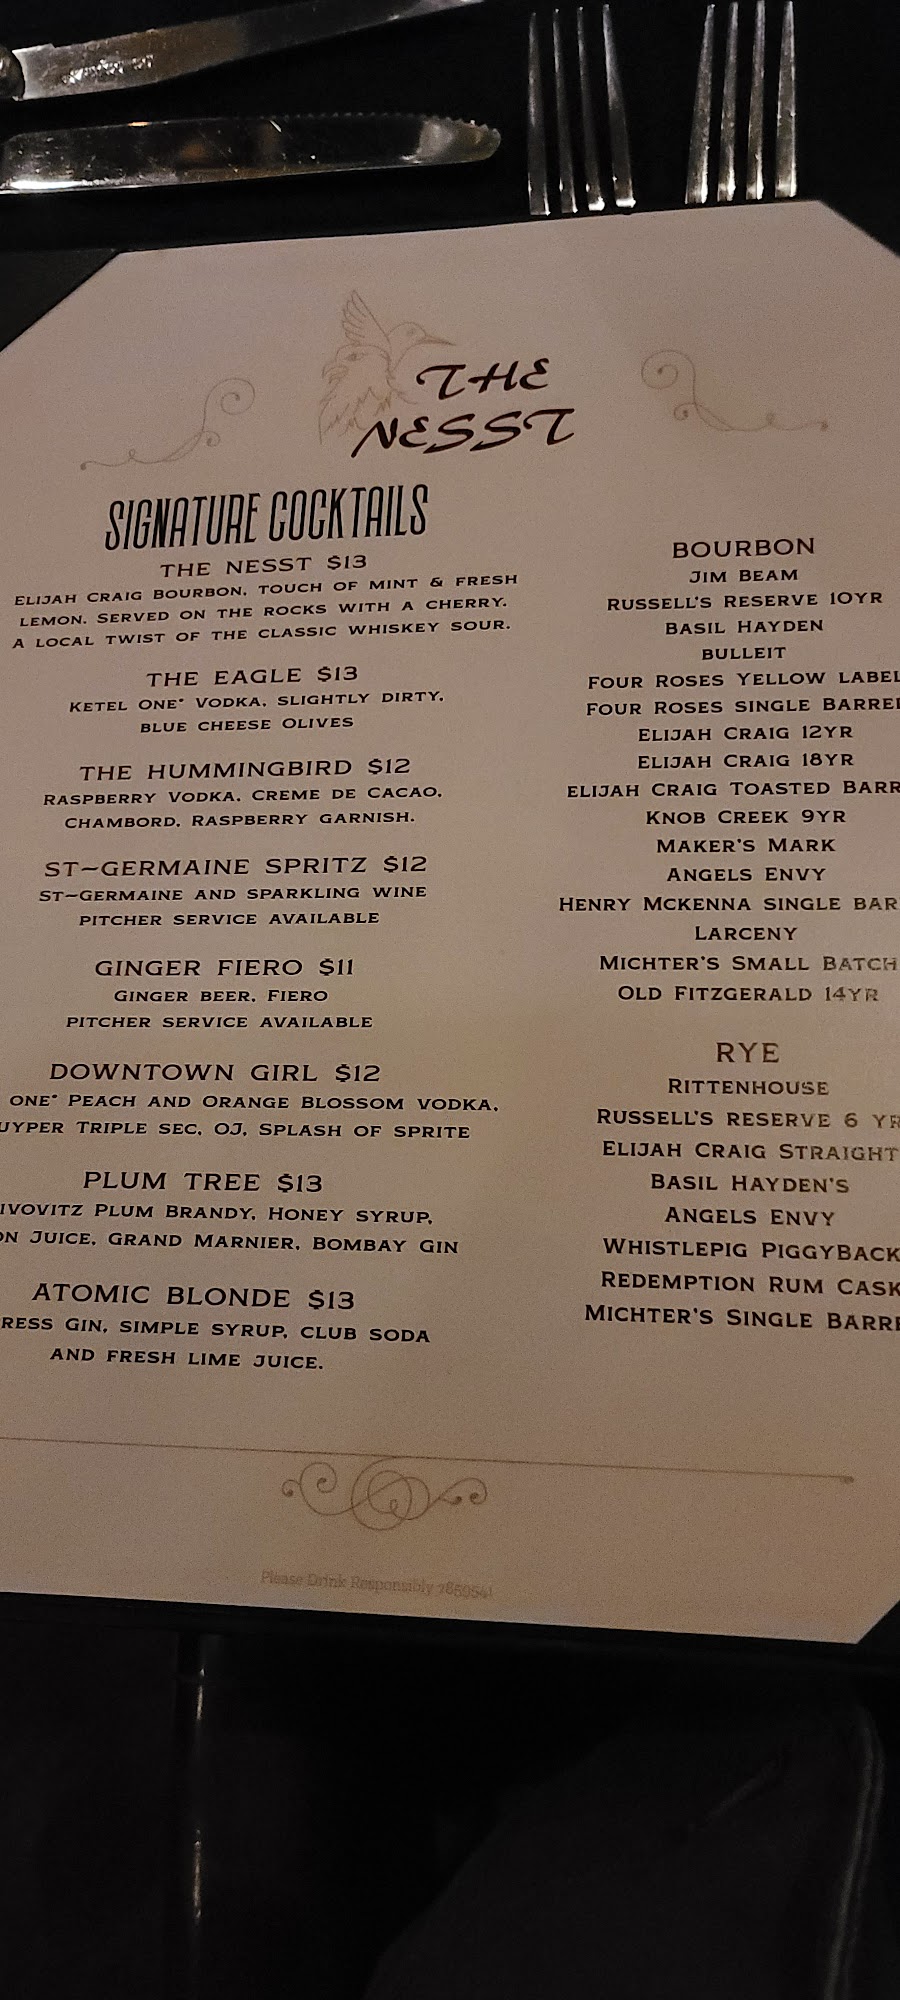 THE
NESST
SIGNATURE COCKTAILS
THE NESST $13
ELIJAH CRAIG BOURBON, TOUCH OF MINT & FRESH
LEMON. SERVED ON THE ROCKS WITH A CHERRY.
A LOCAL TWIST OF THE CLASSIC WHISKEY SOUR.
THE EAGLE $13
KETEL ONE® VODKA, SLIGHTLY DIRTY,
BLUE CHEESE OLIVES
THE HUMMINGBIRD $12
RASPBERRY VODKA, CREME DE CACAO,
CHAMBORD, RASPBERRY GARNISH.
ST~GERMAINE SPRITZ $12
ST~GERMAINE AND SPARKLING WINE
PITCHER SERVICE AVAILABLE
GINGER FIERO $11
GINGER BEER, FIERO
PITCHER SERVICE AVAILABLE
DOWNTOWN GIRL $12
ONE® PEACH AND ORANGE BLOSSOM VODKA,
UYPER TRIPLE SEC, OJ, SPLASH OF SPRITE
PLUM TREE $13
IVOVITZ PLUM BRANDY, HONEY SYRUP,
ON JUICE, GRAND MARNIER, BOMBAY GIN
ATOMIC BLONDE $13
RESS GIN, SIMPLE SYRUP, CLUB SODA
AND FRESH LIME JUICE.
BOURBON
JIM BEAM
RUSSELL'S RESERVE 10YR
BASIL HAYDEN
BULLEIT
FOUR ROSES YELLOW LABEL
FOUR ROSES SINGLE BARREL
ELIJAH CRAIG 12YR
ELIJAH CRAIG 18YR
ELIJAH CRAIG TOASTED BARR
KNOB CREEK 9YR
MAKER'S MARK
ANGELS ENVY
HENRY MCKENNA SINGLE BAR
LARCENY
MICHTER'S SMALL BATCH
OLD FITZGERALD 14YR
RYE
RITTENHOUSE
RUSSELL'S RESERVE 6 YR
ELIJAH CRAIG STRAIGHT
BASIL HAYDEN'S
ANGELS ENVY
WHISTLEPIG PIGGYBACK
REDEMPTION RUM CASK
MICHTER'S SINGLE BARRE
Please Drink Responsibly